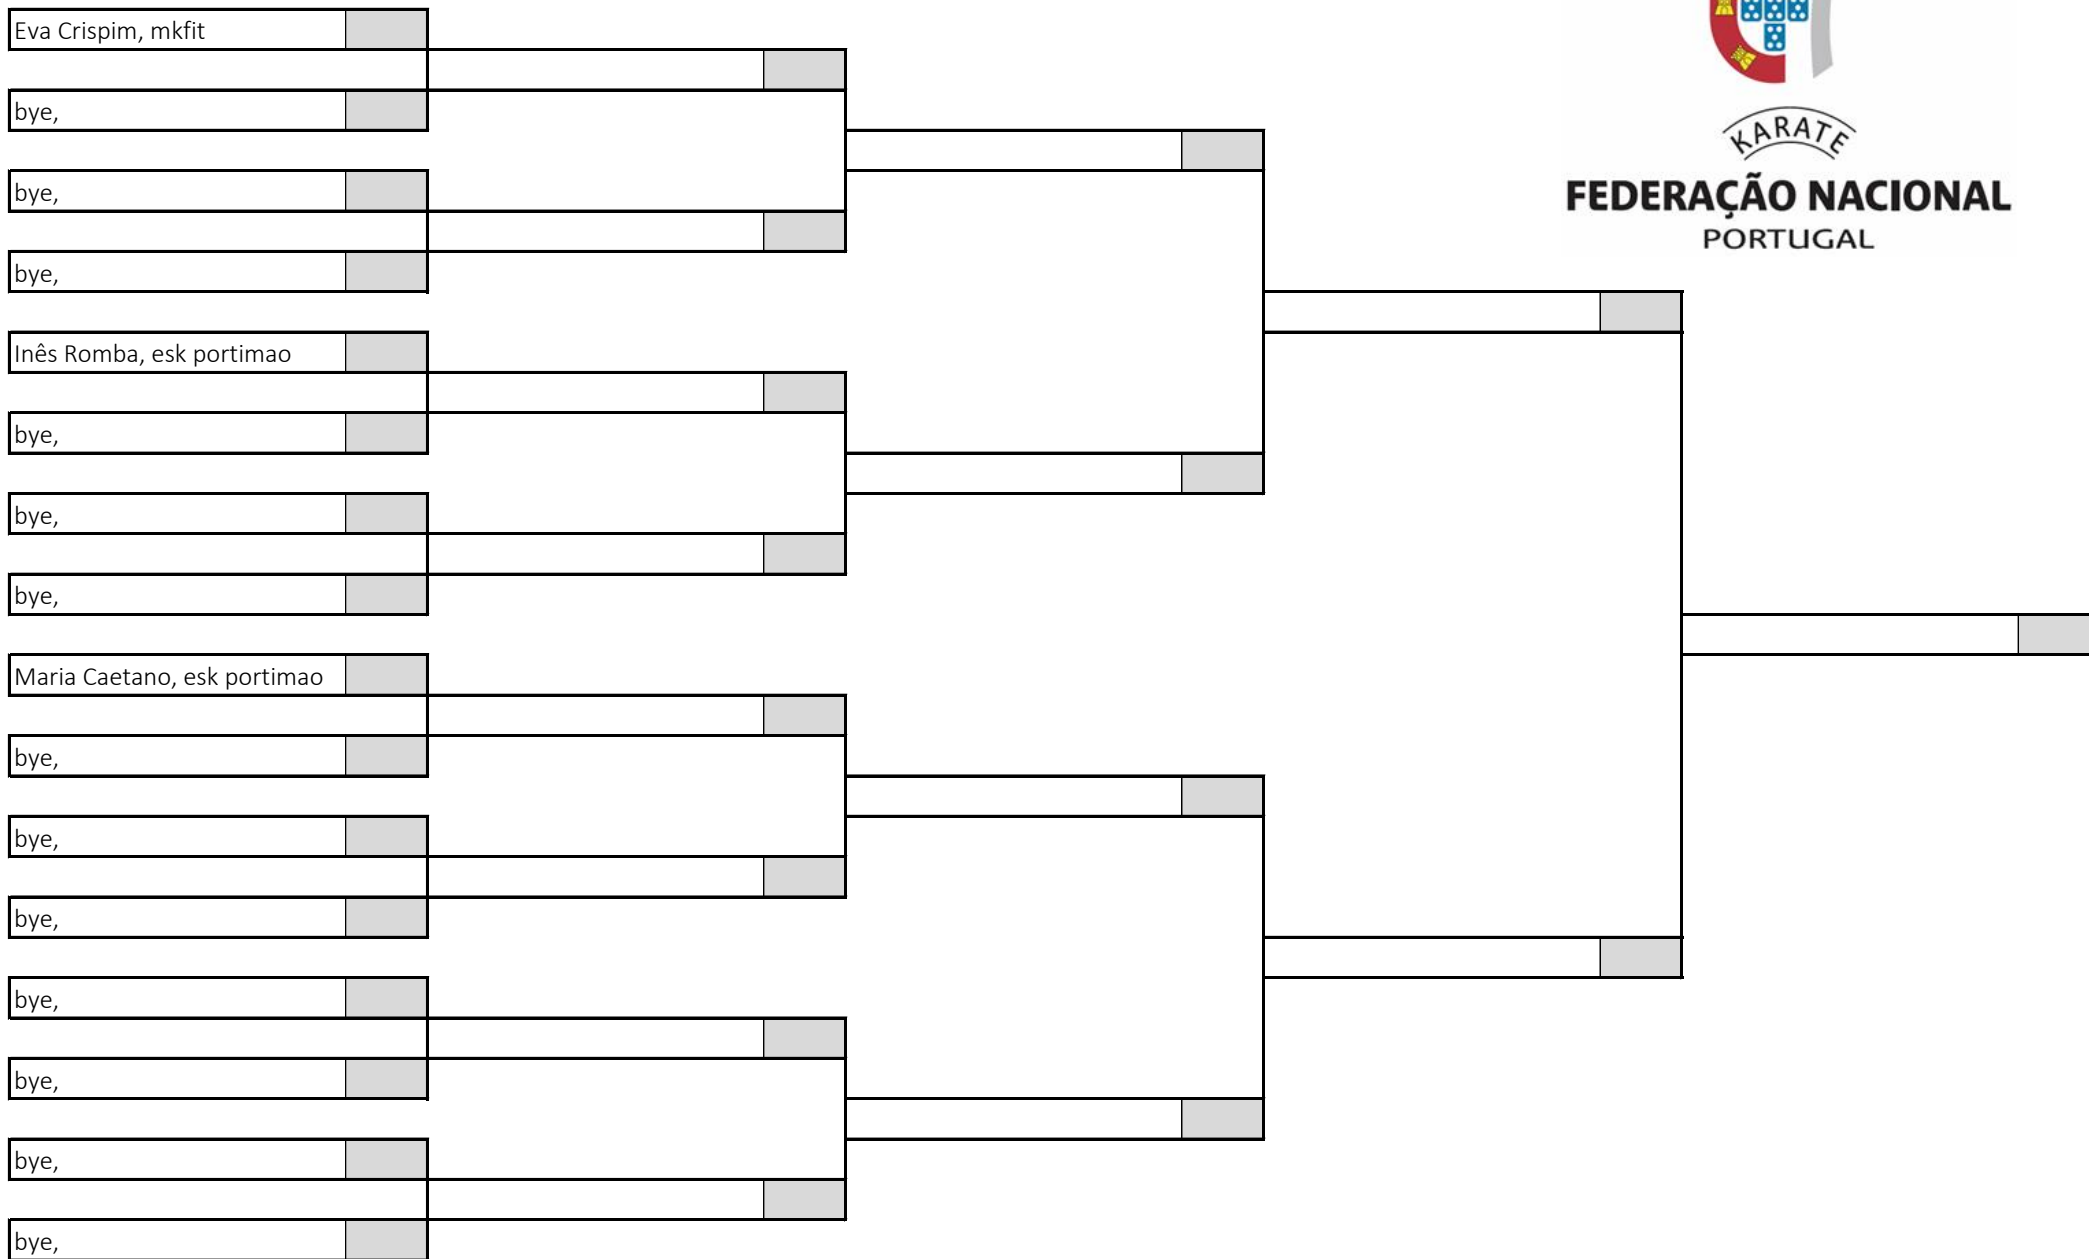 Eva Crispim, mkfit
bye,
bye,
bye,
Inês Romba, esk portimao
bye,
bye,
bye,
Maria Caetano, esk portimao
bye,
bye,
bye,
bye,
bye,
bye,
bye,
KARATE
FEDERAÇÃO NACIONAL
PORTUGAL